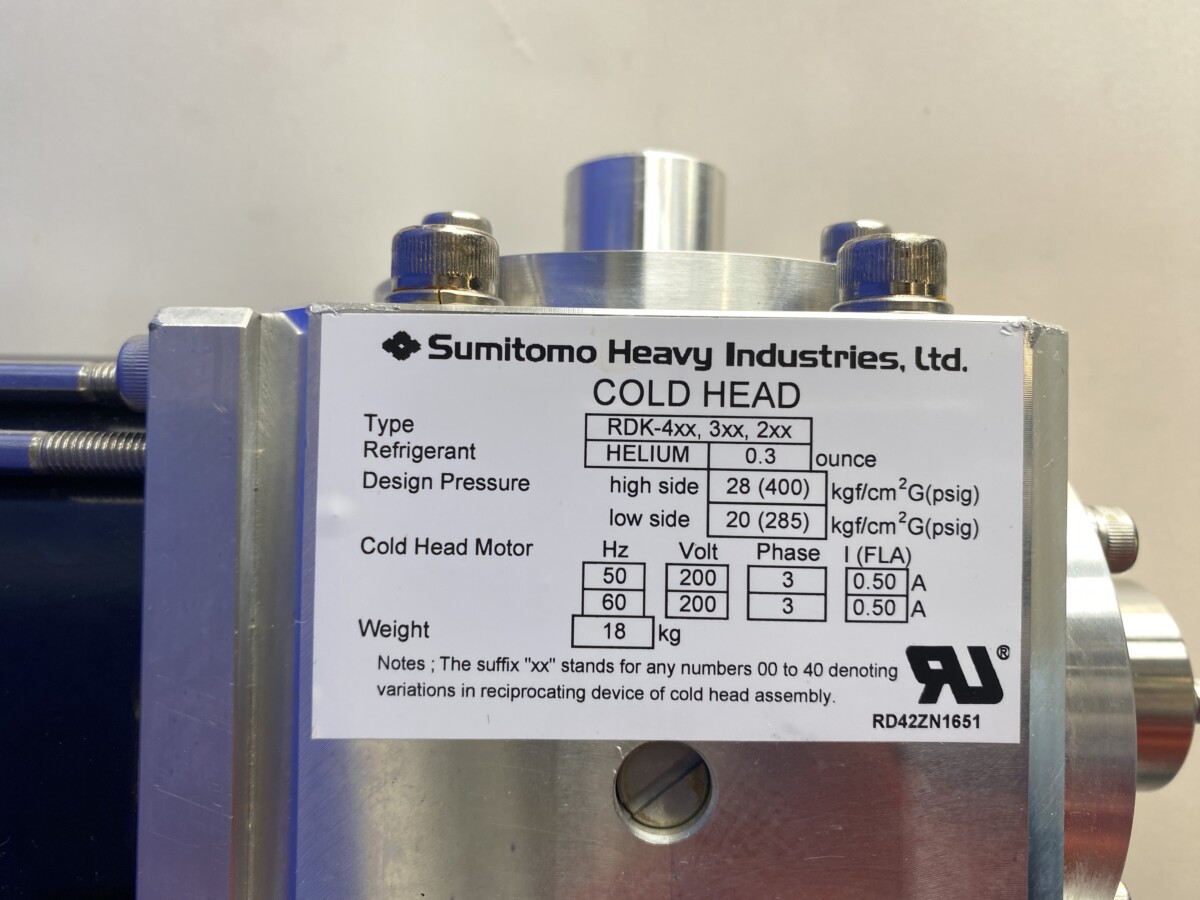 Sumitomo Heavy Industries, Ltd.
COLD HEAD
Type RDK-4xx, 3xx, 2xx
Refrigerant HELIUM 0.3 ounce
Design Pressure high side 28 (400) kgf/cm²G(psig)
low side 20 (285) kgf/cm²G(psig)
Cold Head Motor Hz Volt Phase I (FLA)
50 200 3 0.50 A
60 200 3 0.50 A
Weight 18 kg
Notes ; The suffix "xx" stands for any numbers 00 to 40 denoting
variations in reciprocating device of cold head assembly.
RU®
RD42ZN1651